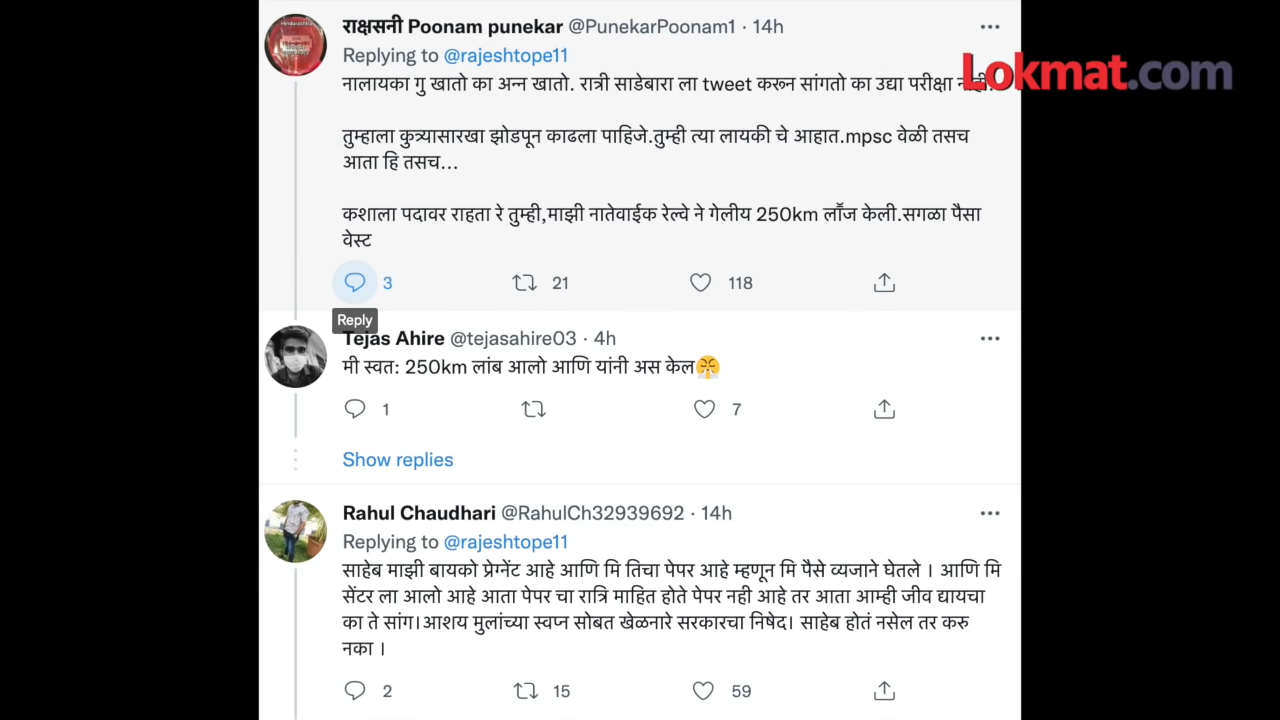 राक्षसनी Poonam punekar @PunekarPoonam1 · 14h
Replying to @rajeshtope11
नालायका गु खातो का अन्न खातो. रात्री साडेबारा ला tweet करून सांगतो का उद्या परीक्षा
Lokmat.com
तुम्हाला कुत्र्यासारखा झोडपून काढला पाहिजे.तुम्ही त्या लायकी चे आहात.mpsc वेळी तसच
आता हि तसच...
कशाला पदावर राहता रे तुम्ही,माझी नातेवाईक रेल्वे ने गेलीय 250km लॉंज केली.सगळा पैसा
वेस्ट
3 21 118
Reply
Tejas Ahire @tejasahire03 · 4h
मी स्वत: 250km लांब आलो आणि यांनी अस केल😤
1 7
Show replies
Rahul Chaudhari @RahulCh32939692 · 14h
Replying to @rajeshtope11
साहेब माझी बायको प्रेग्नेंट आहे आणि मि तिचा पेपर आहे म्हणून मि पैसे व्यजाने घेतले । आणि मि
सेंटर ला आलो आहे आता पेपर चा रात्रि माहित होते पेपर नही आहे तर आता आम्ही जीव द्यायचा
का ते सांग।आशय मुलांच्या स्वप्न सोबत खेळनारे सरकारचा निषेद। साहेब होतं नसेल तर करु
नका ।
2 15 59